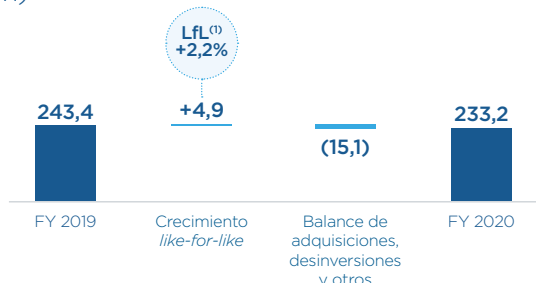 LfL(1)
+2,2%
243,4
+4,9
(15,1)
233,2
FY 2019
Crecimiento
like-for-like
Balance de
adquisiciones,
desinversiones
y otros
FY 2020